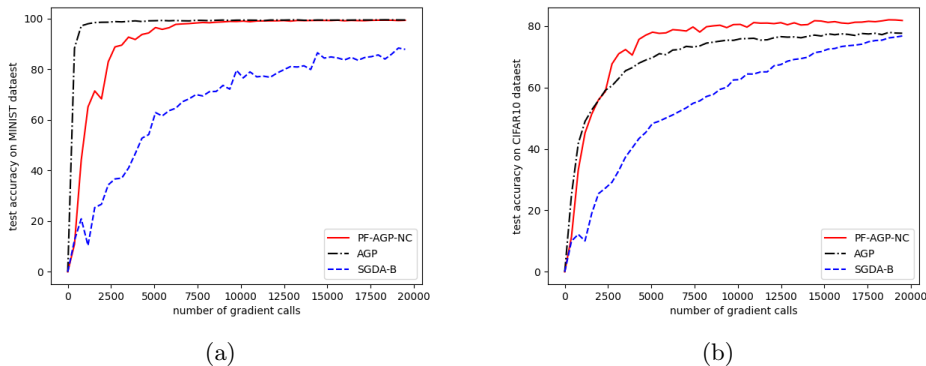 100
80
60
40
20
0
test accuracy on MINIST dataest
0
2500
5000
7500
10000
12500
15000
17500
20000
number of gradient calls
PF-AGP-NC
AGP
SGDA-B
(a)
80
60
40
20
0
test accuracy on CIFAR10 dataest
0
2500
5000
7500
10000
12500
15000
17500
20000
number of gradient calls
PF-AGP-NC
AGP
SGDA-B
(b)